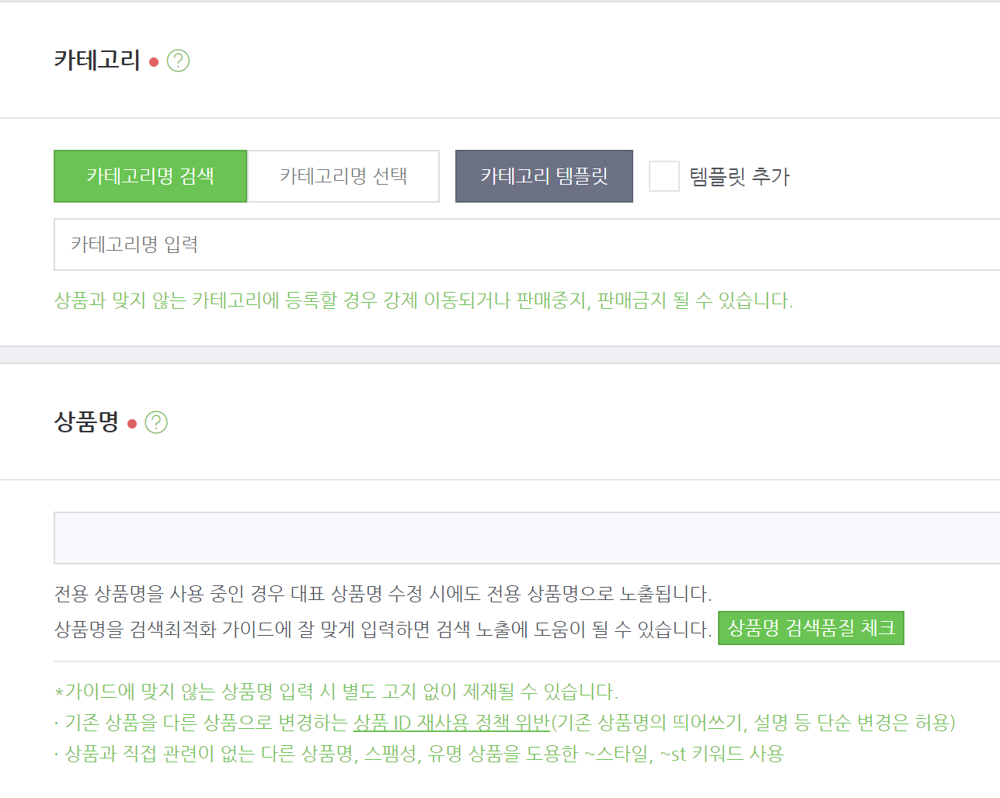 카테고리
카테고리명 검색 카테고리명 선택 카테고리 템플릿 템플릿 추가
카테고리명 입력
상품과 맞지 않는 카테고리에 등록할 경우 강제 이동되거나 판매중지, 판매금지 될 수 있습니다.
상품명
전용 상품명을 사용 중인 경우 대표 상품명 수정 시에도 전용 상품명으로 노출됩니다.
상품명을 검색최적화 가이드에 잘 맞게 입력하면 검색 노출에 도움이 될 수 있습니다. 상품명 검색품질 체크
*가이드에 맞지 않는 상품명 입력 시 별도 고지 없이 제재될 수 있습니다.
· 기존 상품을 다른 상품으로 변경하는 상품 ID 재사용 정책 위반(기존 상품명의 띄어쓰기, 설명 등 단순 변경은 허용)
· 상품과 직접 관련이 없는 다른 상품명, 스팸성, 유명 상품을 도용한 ~스타일, ~st 키워드 사용